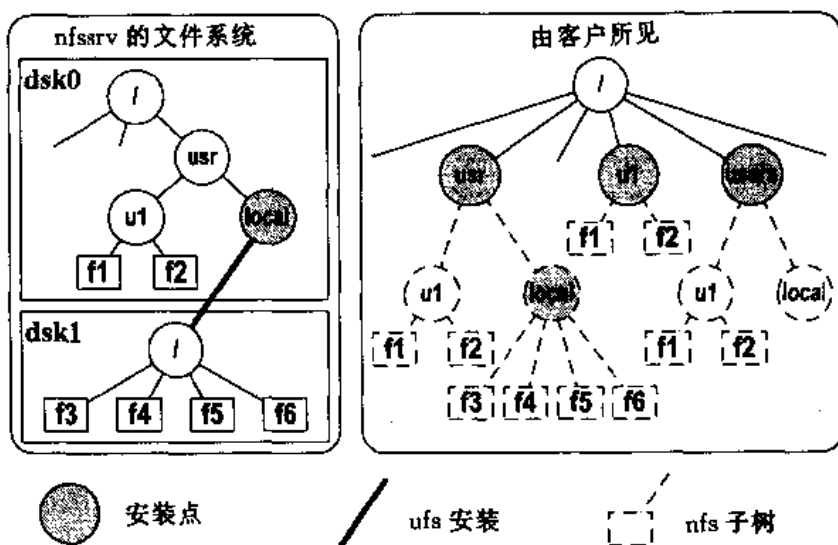 nfssrv 的文件系统
dsk0
/
usr
u1
local
f1 f2
dsk1
/
f3 f4 f5 f6
由客户所见
/
usr u1 users
f1 f2
u1 local u1 local
f1 f2 f1 f2
f3 f4 f5 f6
安装点 ufs 安装 nfs 子树